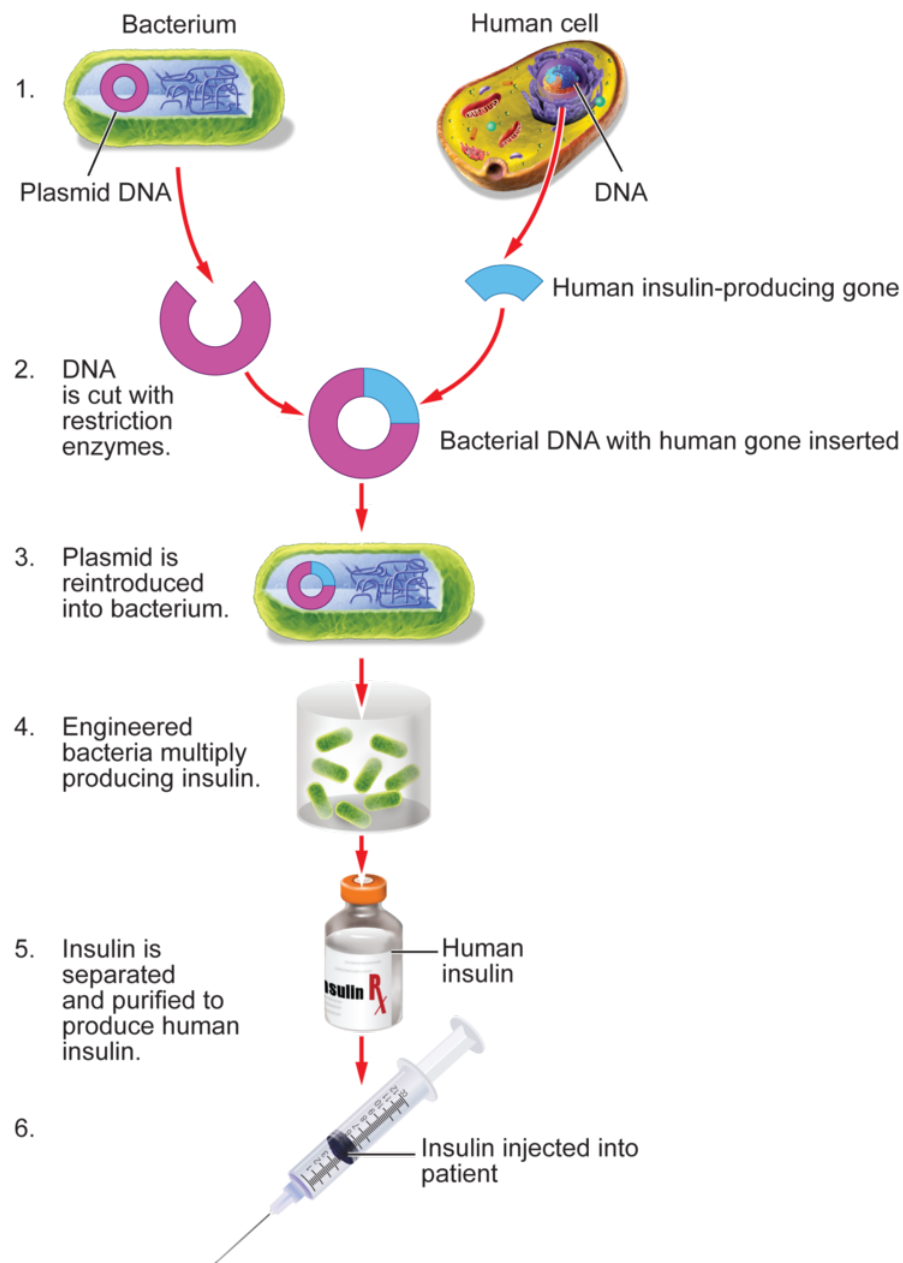 Bacterium
Human cell
1.
Plasmid DNA
DNA
Human insulin-producing gone
2. DNA
is cut with
restriction
enzymes.
Bacterial DNA with human gone inserted
3. Plasmid is
reintroduced
into bacterium.
4. Engineered
bacteria multiply
producing insulin.
5. Insulin is
separated
and purified to
produce human
insulin.
Human
insulin
nsulin Rx
6.
Insulin injected into
patient